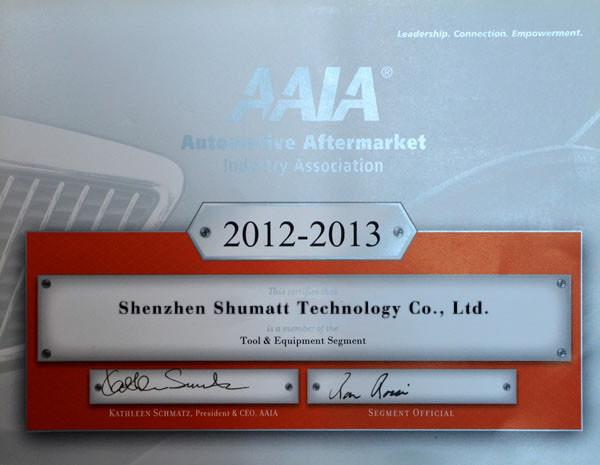 Leadership. Connection. Empowerment.
AAIA®
Automotive Aftermarket
Industry Association
2012-2013
This certifies that
Shenzhen Shumatt Technology Co., Ltd.
is a member of the
Tool & Equipment Segment
Kathleen Schmatz, President & CEO, AAIA
Segment Official